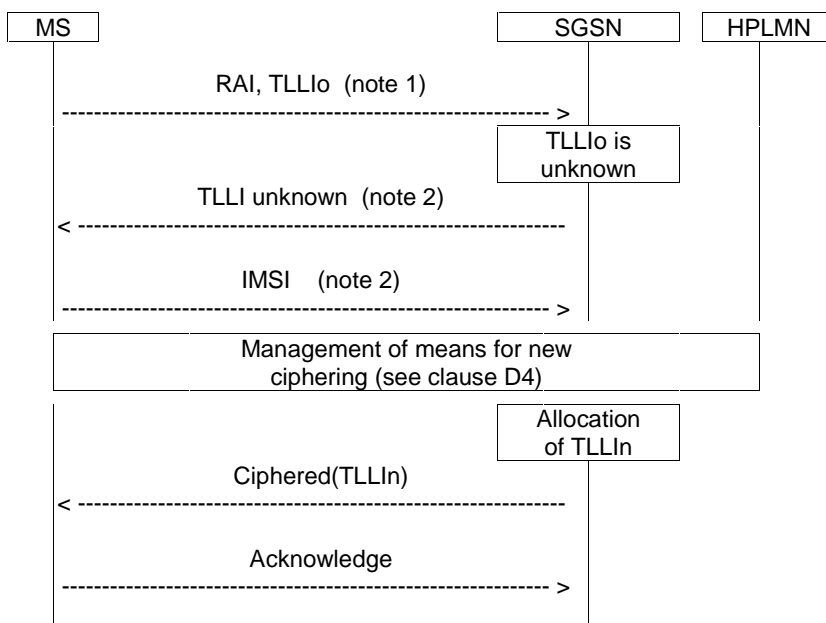 MS SGSN HPLMN
RAI, TLLIo (note 1)
------------------------------------------------------------- >
TLLIo is
unknown
TLLI unknown (note 2)
< -------------------------------------------------------------
IMSI (note 2)
------------------------------------------------------------- >
Management of means for new
ciphering (see clause D4)
Allocation
of TLLIn
Ciphered(TLLIn)
< -------------------------------------------------------------
Acknowledge
------------------------------------------------------------- >